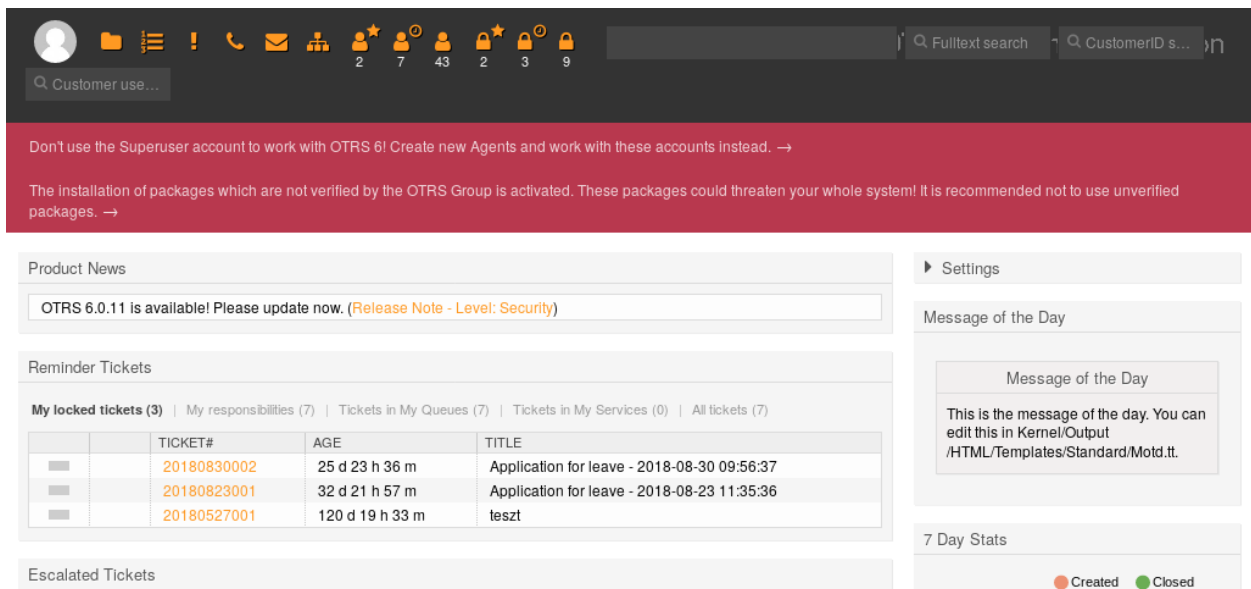 2 7 43 2 3 9
Fulltext search
CustomerID s...
on
Customer use...
Don't use the Superuser account to work with OTRS 6! Create new Agents and work with these accounts instead. →
The installation of packages which are not verified by the OTRS Group is activated. These packages could threaten your whole system! It is recommended not to use unverified
packages. →
Product News
OTRS 6.0.11 is available! Please update now. (Release Note - Level: Security)
Reminder Tickets
My locked tickets (3) | My responsibilities (7) | Tickets in My Queues (7) | Tickets in My Services (0) | All tickets (7)
TICKET# AGE TITLE
20180830002 25 d 23 h 36 m Application for leave - 2018-08-30 09:56:37
20180823001 32 d 21 h 57 m Application for leave - 2018-08-23 11:35:36
20180527001 120 d 19 h 33 m teszt
Escalated Tickets
Settings
Message of the Day
Message of the Day
This is the message of the day. You can
edit this in Kernel/Output
/HTML/Templates/Standard/Motd.tt.
7 Day Stats
Created Closed